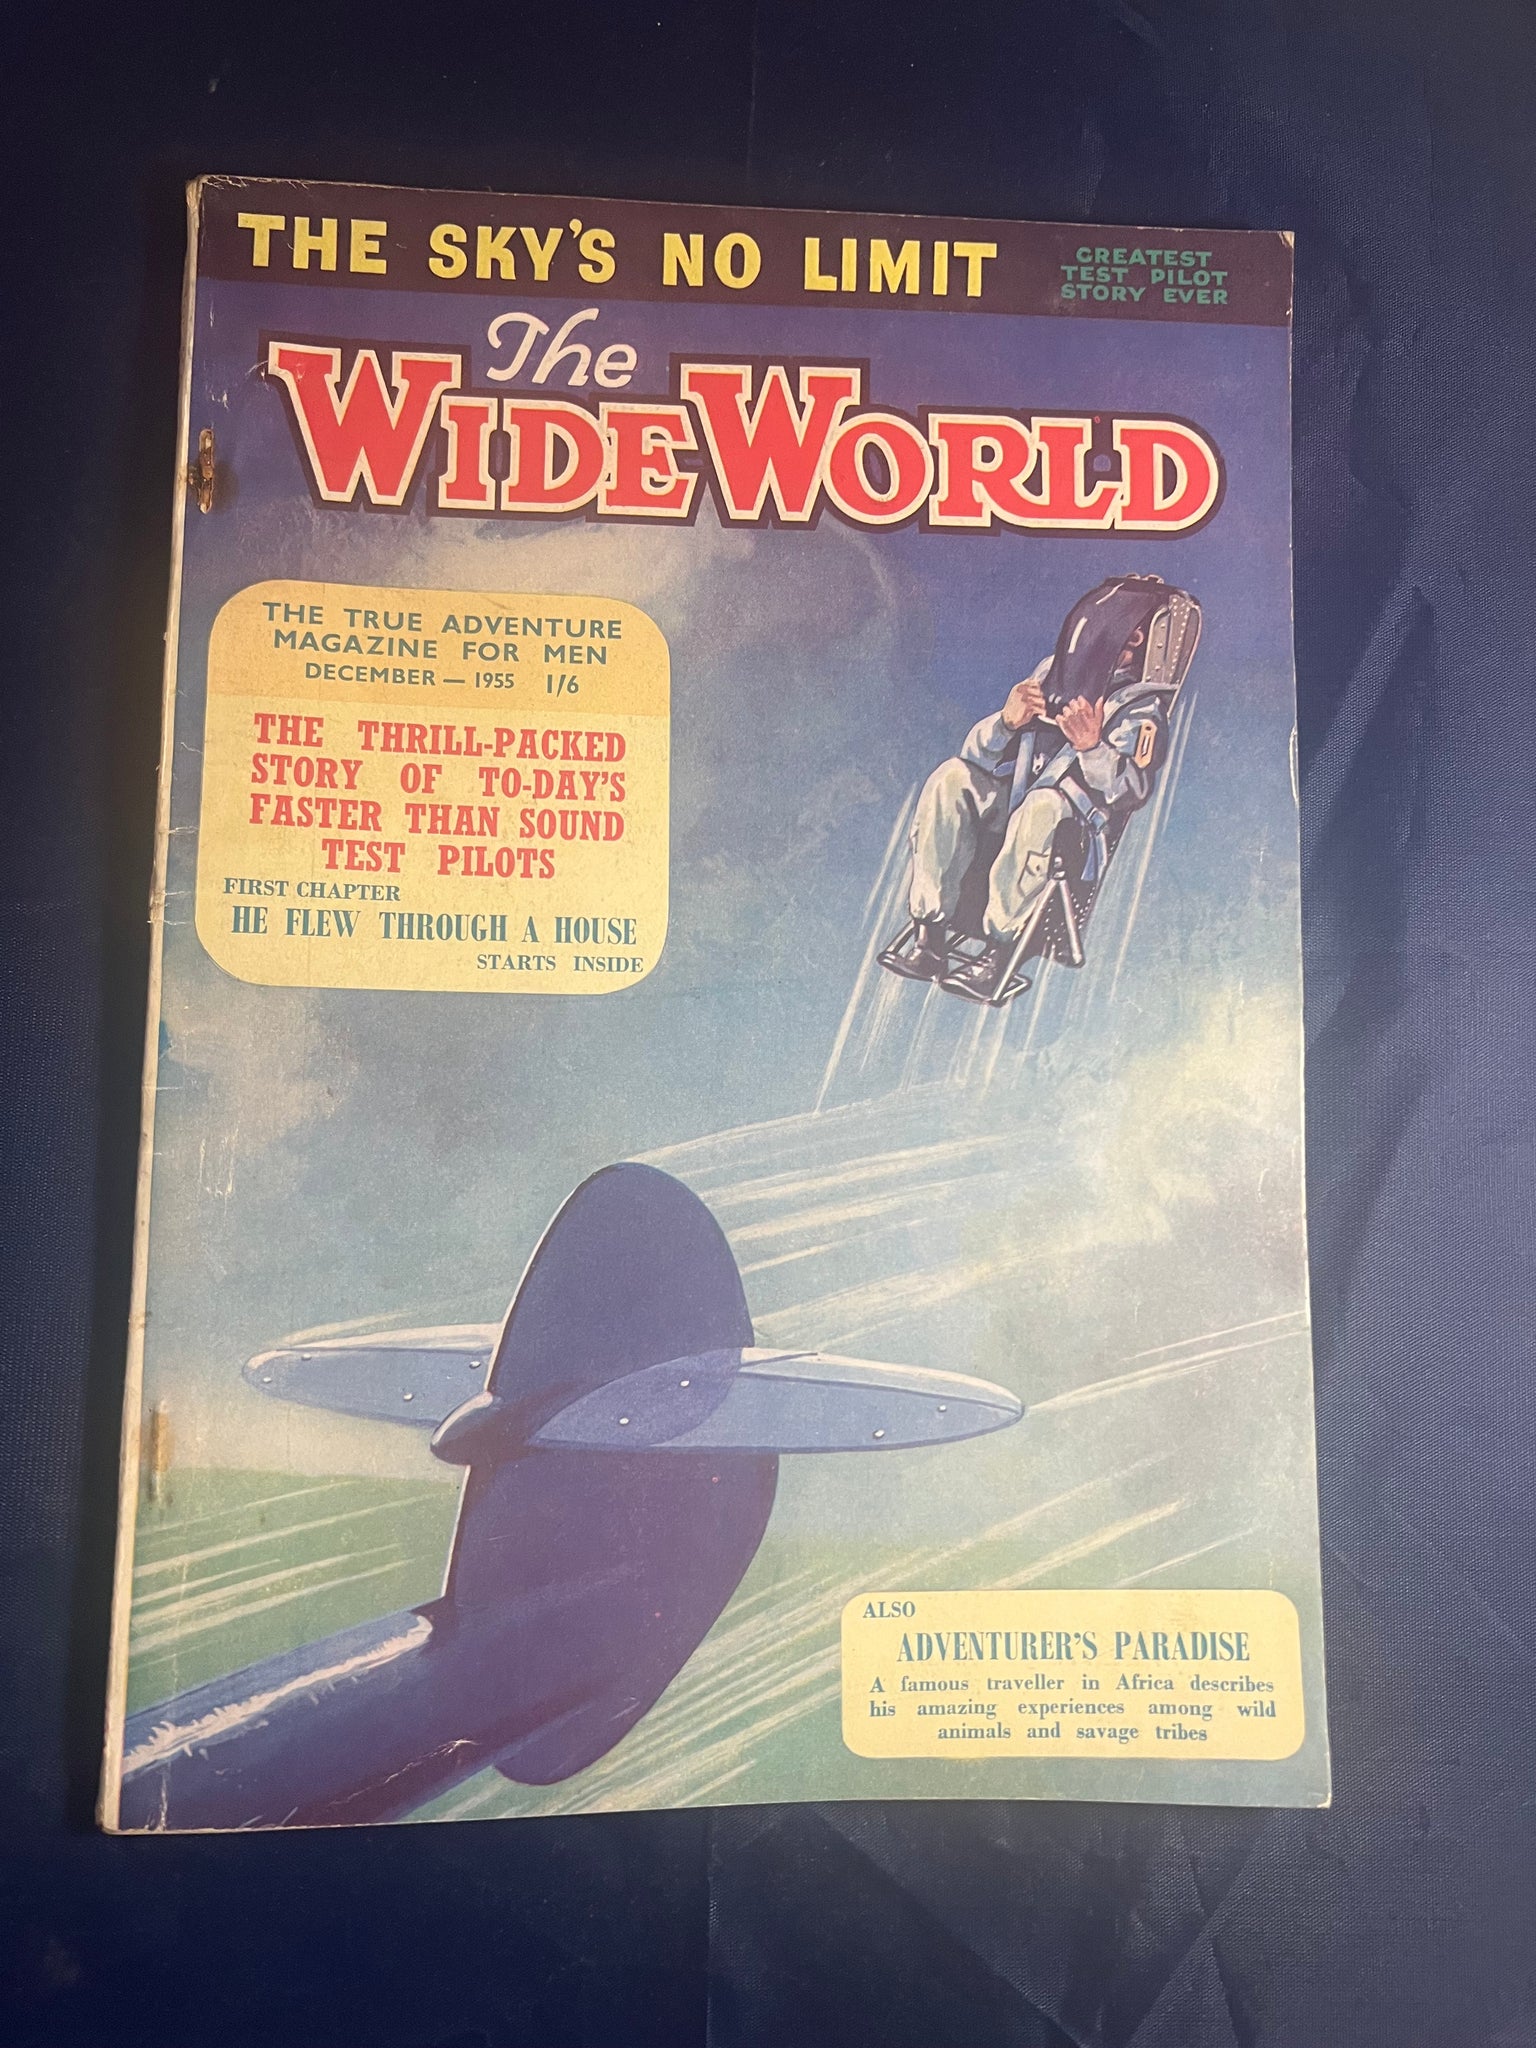 THE SKY'S NO LIMIT
GREATEST
TEST PILOT
STORY EVER
The
WIDE WORLD
THE TRUE ADVENTURE
MAGAZINE FOR MEN
DECEMBER — 1955 1/6
THE THRILL-PACKED
STORY OF TO-DAY'S
FASTER THAN SOUND
TEST PILOTS
FIRST CHAPTER
HE FLEW THROUGH A HOUSE
STARTS INSIDE
ALSO
ADVENTURER'S PARADISE
A famous traveller in Africa describes
his amazing experiences among wild
animals and savage tribes